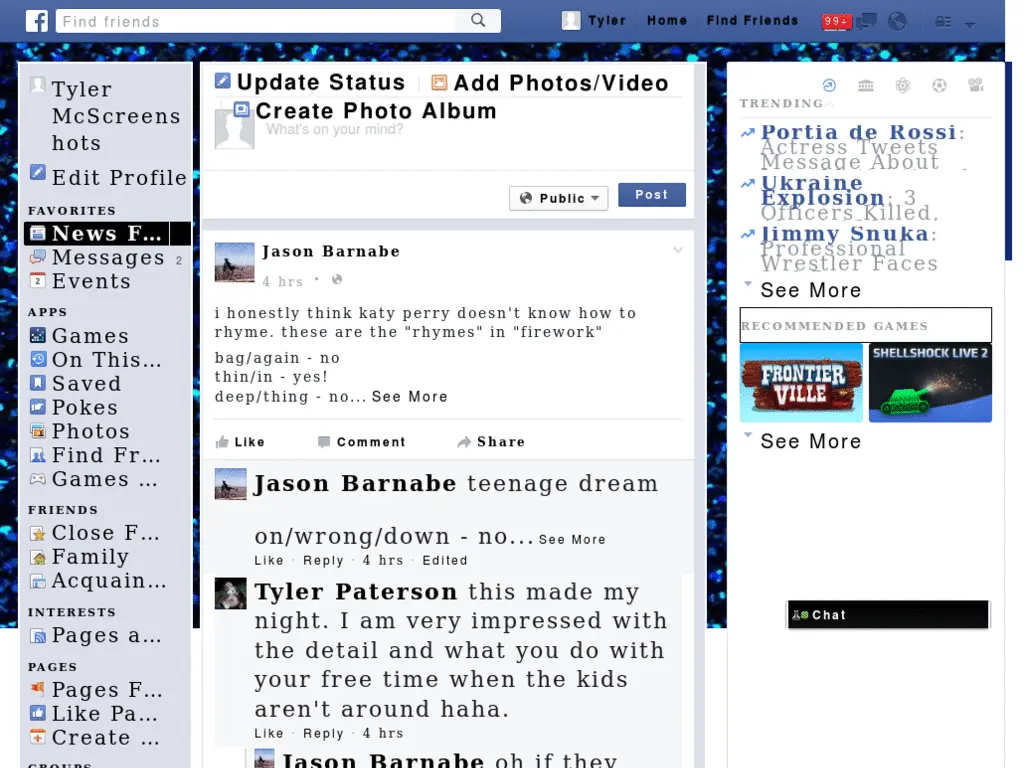 f
Find friends
Tyler Home Find Friends 99+
Tyler
McScreens
hots
Edit Profile
FAVORITES
News F...
Messages 2
Events
APPS
Games
On This...
Saved
Pokes
Photos
Find Fr...
Games ...
FRIENDS
Close F...
Family
Acquain...
INTERESTS
Pages a...
PAGES
Pages F...
Like Pa...
Create ...
GROUPS
Update Status Add Photos/Video
Create Photo Album
What's on your mind?
Public Post
Jason Barnabe
4 hrs ·
i honestly think katy perry doesn't know how to
rhyme. these are the "rhymes" in "firework"
bag/again - no
thin/in - yes!
deep/thing - no... See More
Like Comment Share
Jason Barnabe teenage dream
on/wrong/down - no... See More
Like · Reply · 4 hrs · Edited
Tyler Paterson this made my
night. I am very impressed with
the detail and what you do with
your free time when the kids
aren't around haha.
Like · Reply · 4 hrs
Jason Barnabe oh if they
TRENDING
Portia de Rossi:
Actress Tweets
Message About
Ukraine
Explosion: 3
Officers Killed,
Jimmy Snuka:
Professional
Wrestler Faces
See More
RECOMMENDED GAMES
FRONTIER
VILLE
SHELLSHOCK LIVE 2
See More
Chat